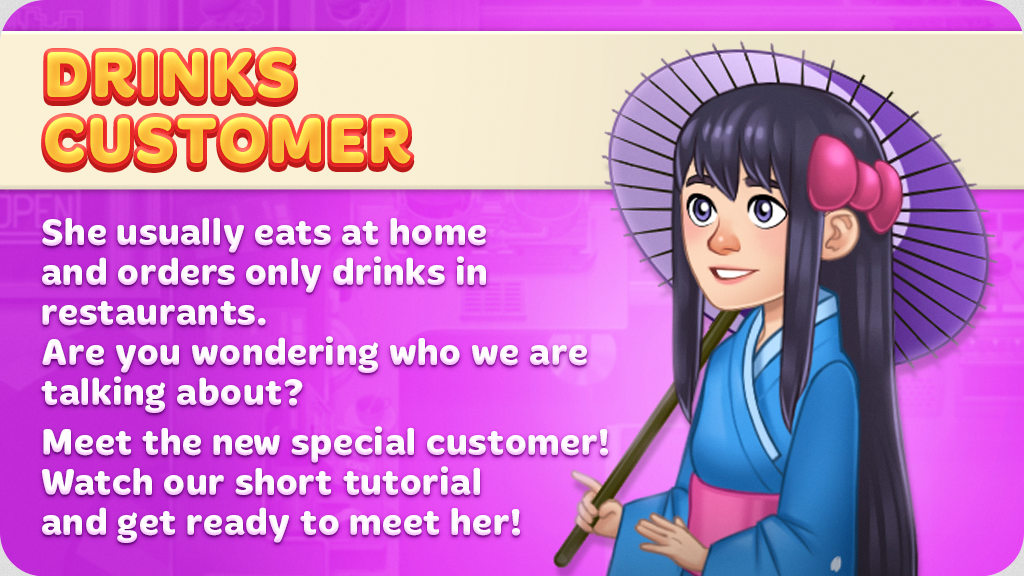 DRINKS
CUSTOMER
OPEN
She usually eats at home
and orders only drinks in
restaurants.
Are you wondering who we are
talking about?
Meet the new special customer!
Watch our short tutorial
and get ready to meet her!